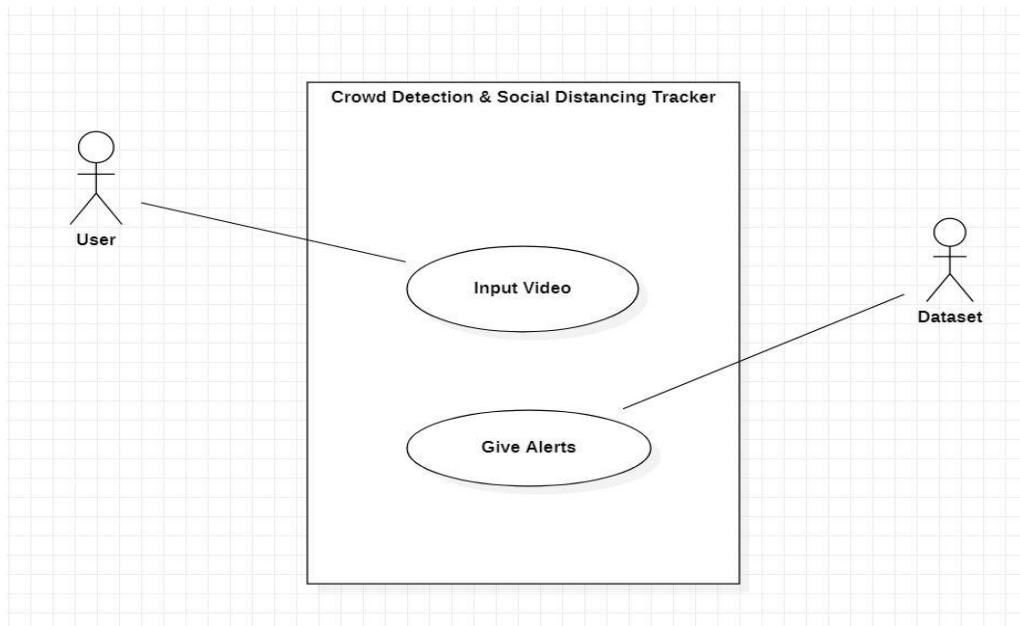 Crowd Detection & Social Distancing Tracker
User
Input Video
Dataset
Give Alerts